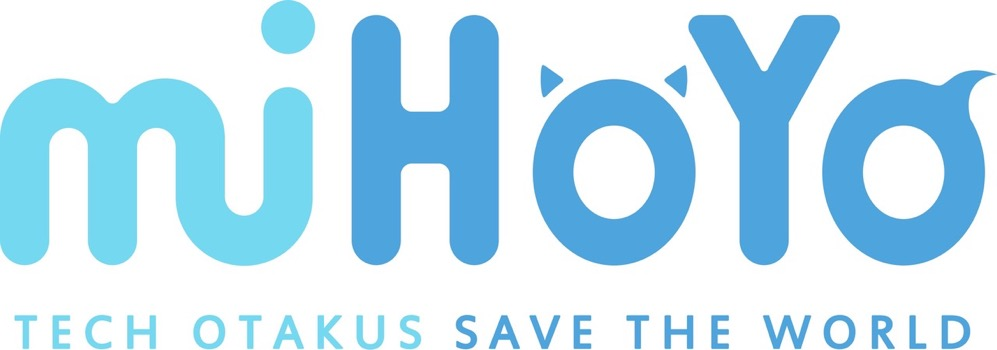 miHoYo
TECH OTAKUS SAVE THE WORLD